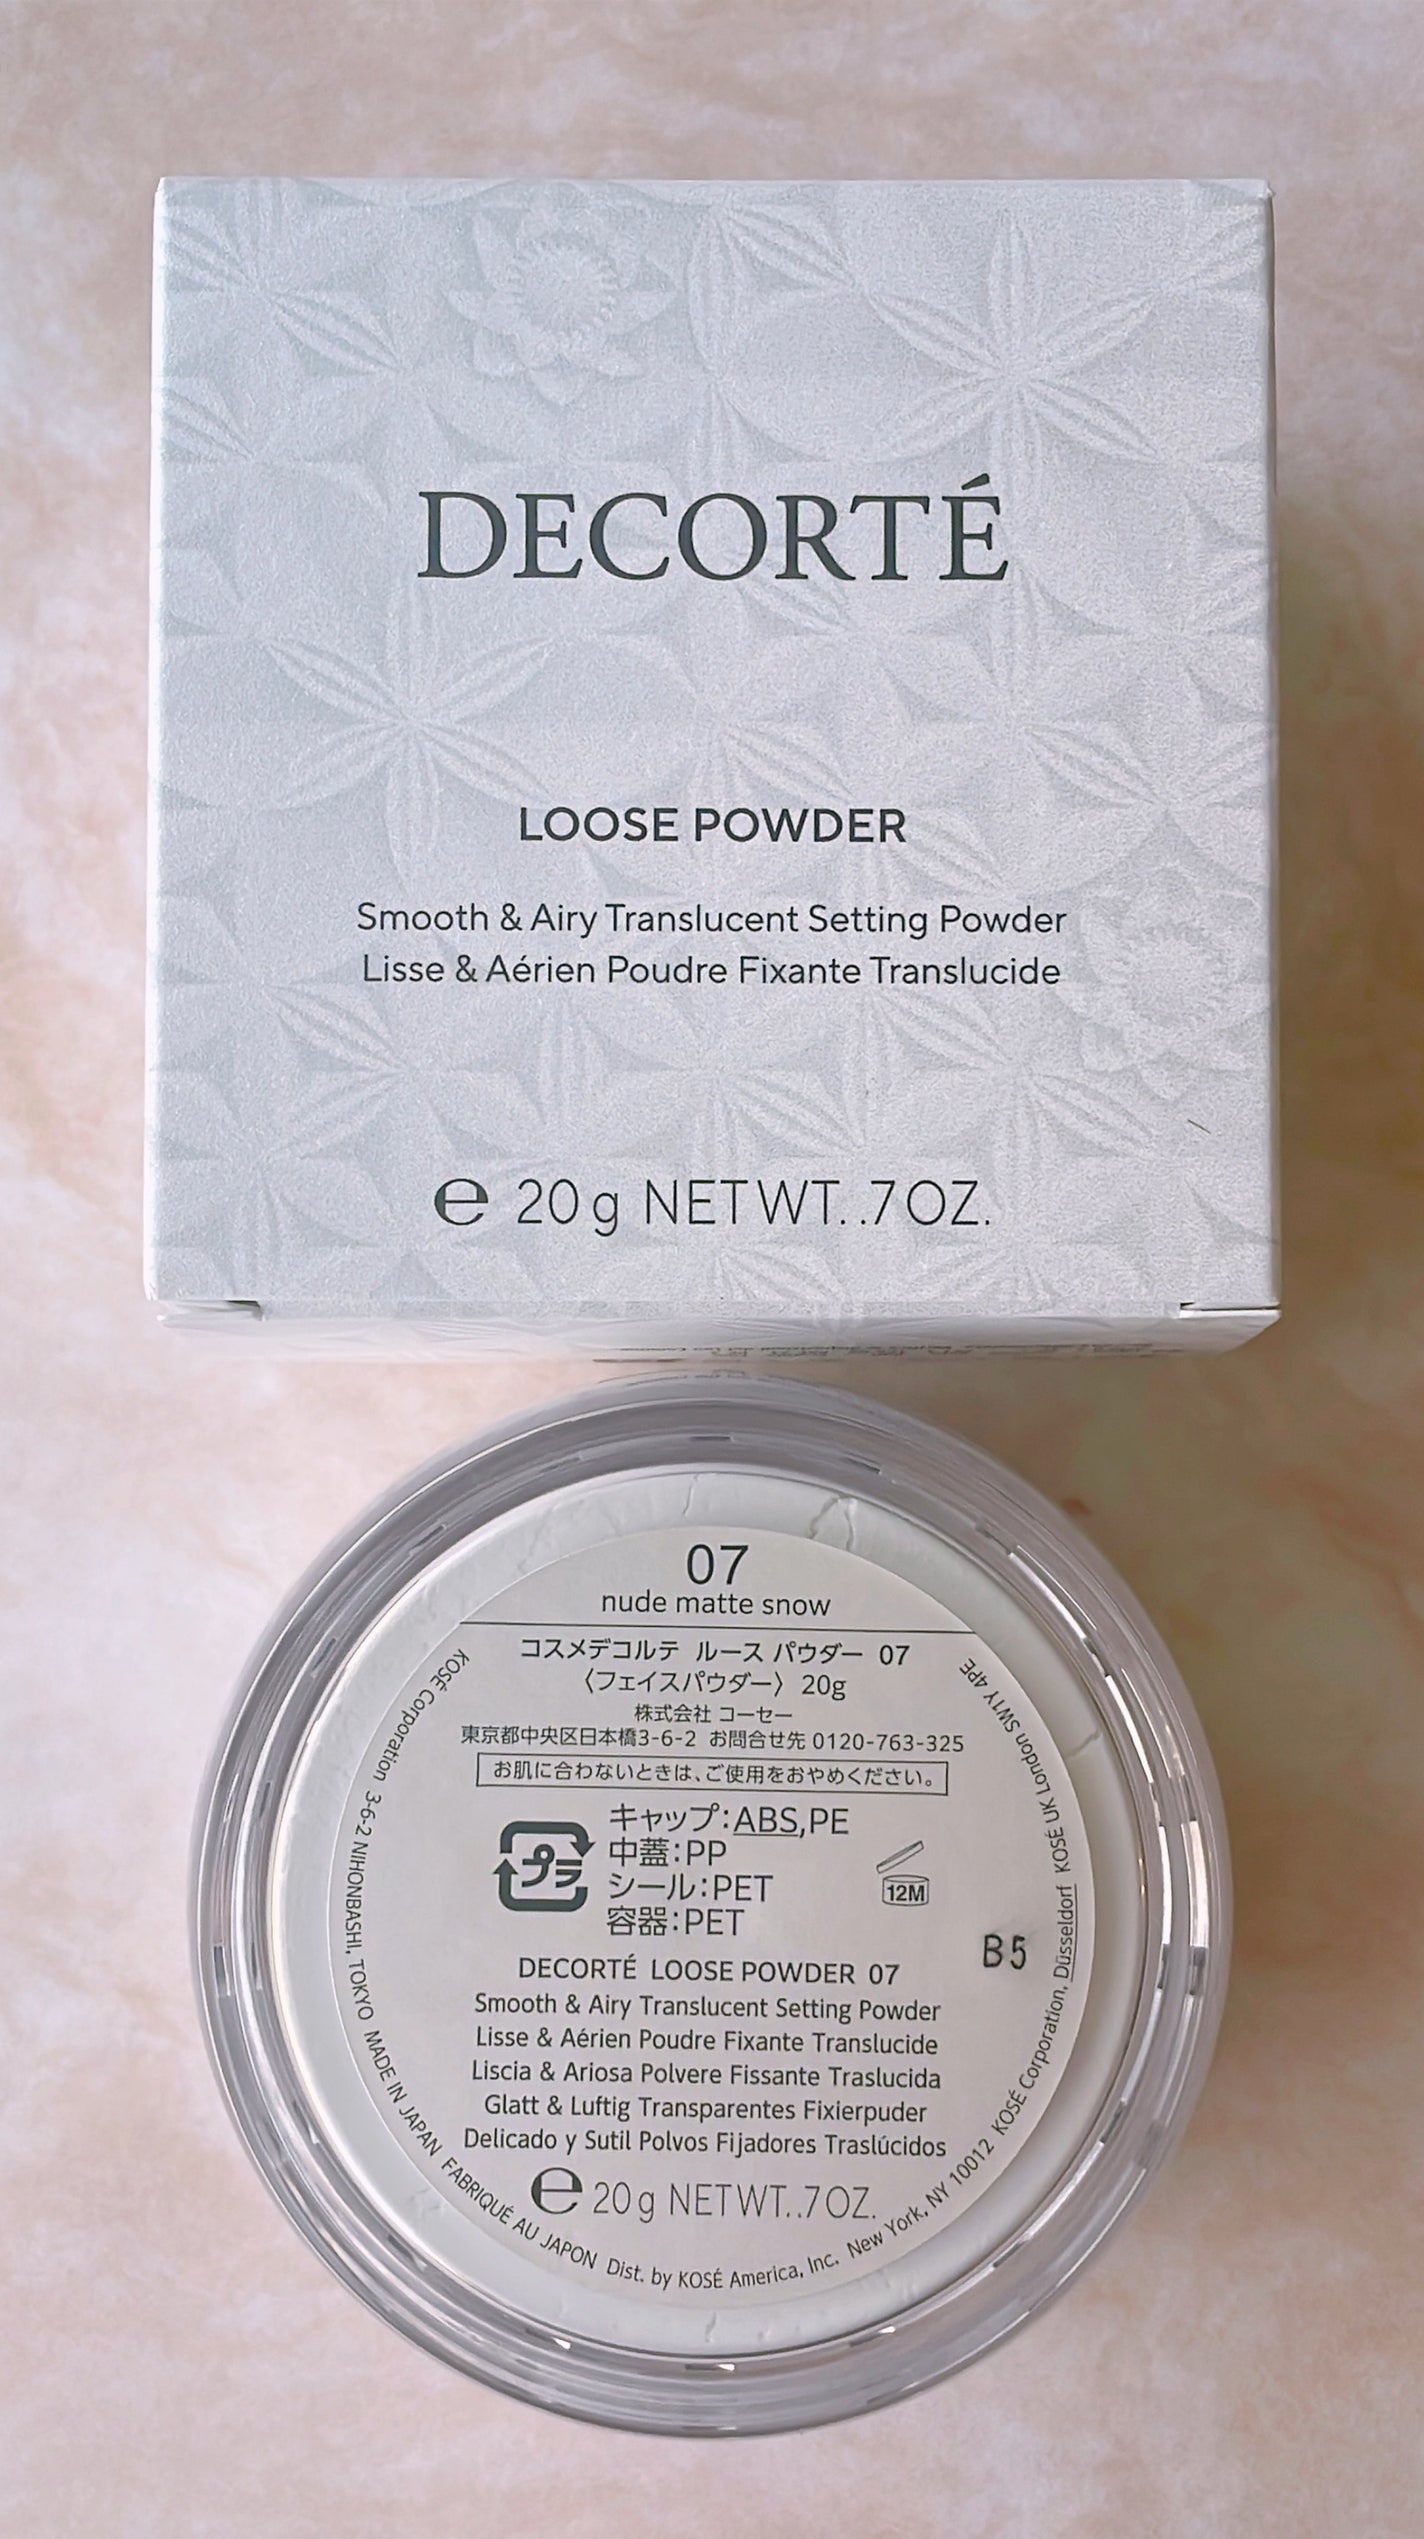 DECORTÉ
LOOSE POWDER
Smooth & Airy Translucent Setting Powder
Lisse & Aérien Poudre Fixante Translucide
e 20g NET WT. .7 OZ.
07
nude matte snow
コスメデコルテ ルース パウダー 07
〈フェイスパウダー〉 20g
株式会社 コーセー
東京都中央区日本橋3-6-2 お問合せ先 0120-763-325
お肌に合わないときは、ご使用をおやめください。
プラ
キャップ:ABS,PE
中蓋:PP
シール:PET
容器:PET
12M
B5
DECORTÉ LOOSE POWDER 07
Smooth & Airy Translucent Setting Powder
Lisse & Aérien Poudre Fixante Translucide
Liscia & Ariosa Polvere Fissante Traslucida
Glatt & Luftig Transparentes Fixierpuder
Delicado y Sutil Polvos Fijadores Traslúcidos
e 20g NET WT. .7 OZ.
KOSÉ Corporation 3-6-2 NIHONBASHI, TOKYO MADE IN JAPAN FABRIQUÉ AU JAPON Dist. by KOSÉ America, Inc. New York, NY 10012 KOSÉ Corporation, Düsseldorf KOSÉ UK London SW1Y 4PE